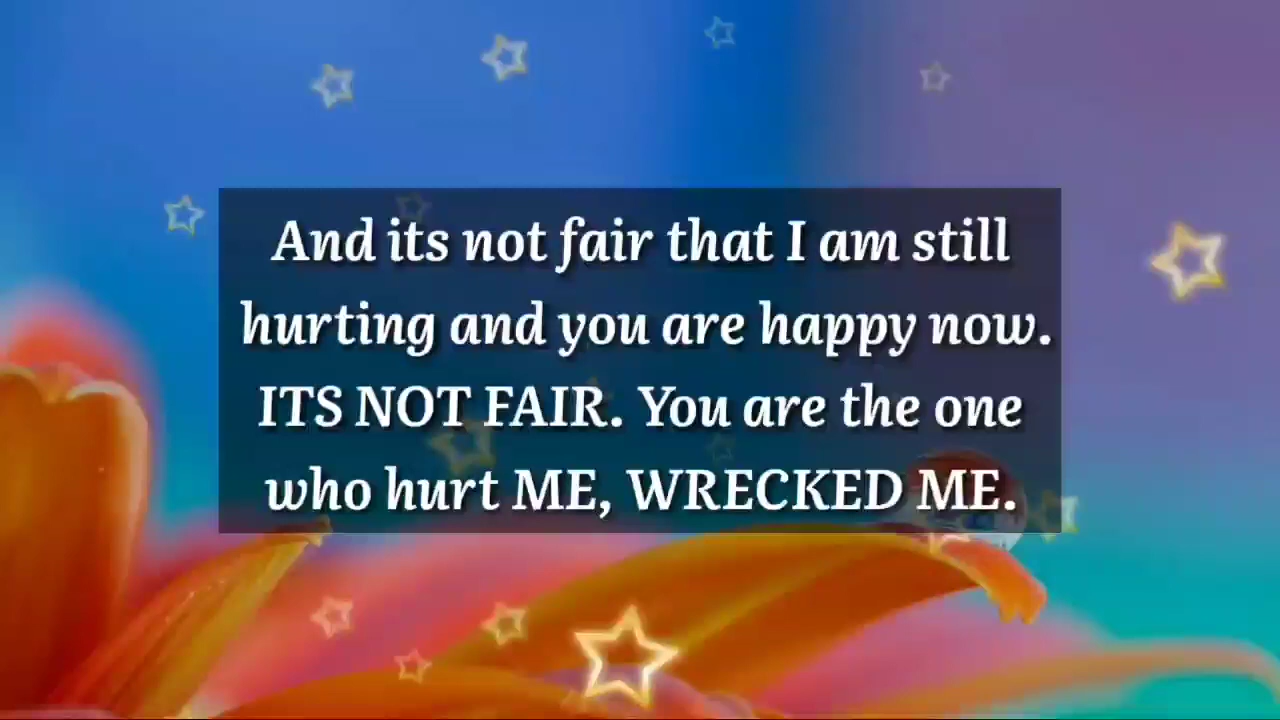 And its not fair that I am still
hurting and you are happy now.
ITS NOT FAIR. You are the one
who hurt ME, WRECKED ME.